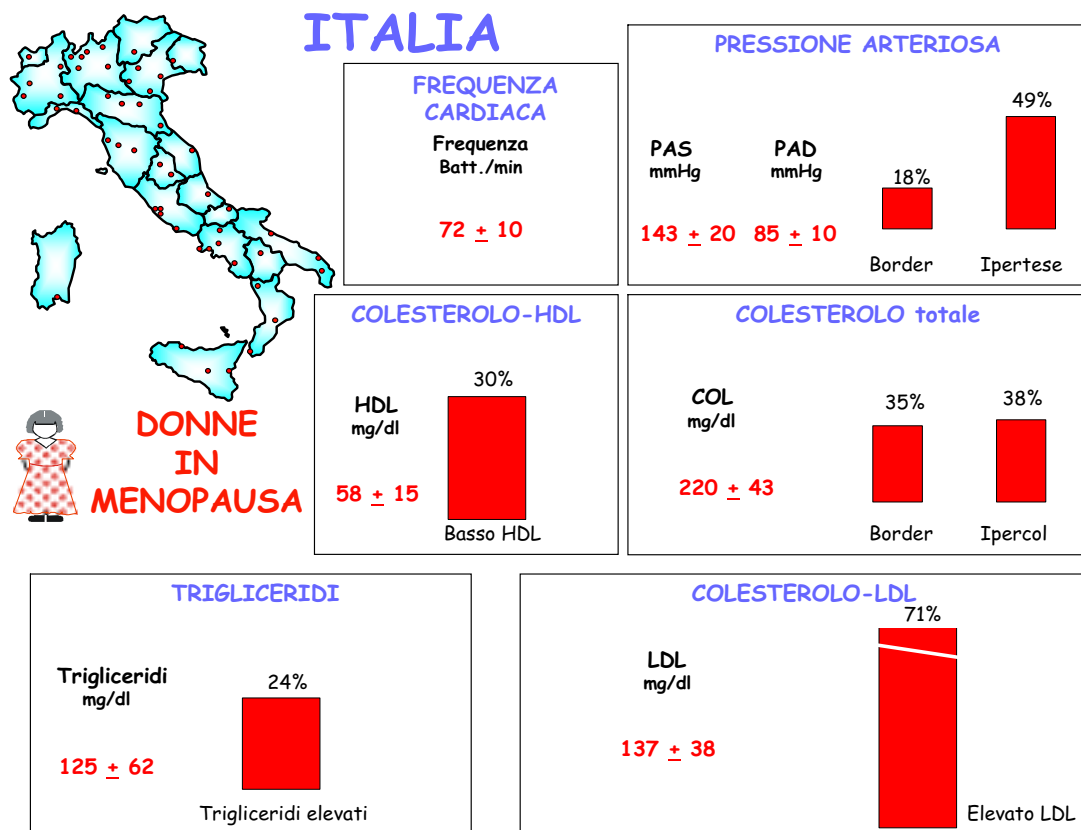 ITALIA
FREQUENZA
CARDIACA
Frequenza
Batt./min
72 + 10
PRESSIONE ARTERIOSA
PAS
mmHg
143 + 20
PAD
mmHg
85 + 10
18%
Border
49%
Ipertese
DONNE
IN
MENOPAUSA
COLESTEROLO-HDL
HDL
mg/dl
58 + 15
30%
Basso HDL
COLESTEROLO totale
COL
mg/dl
220 + 43
35%
Border
38%
Ipercol
TRIGLICERIDI
Trigliceridi
mg/dl
125 + 62
24%
Trigliceridi elevati
COLESTEROLO-LDL
LDL
mg/dl
137 + 38
71%
Elevato LDL